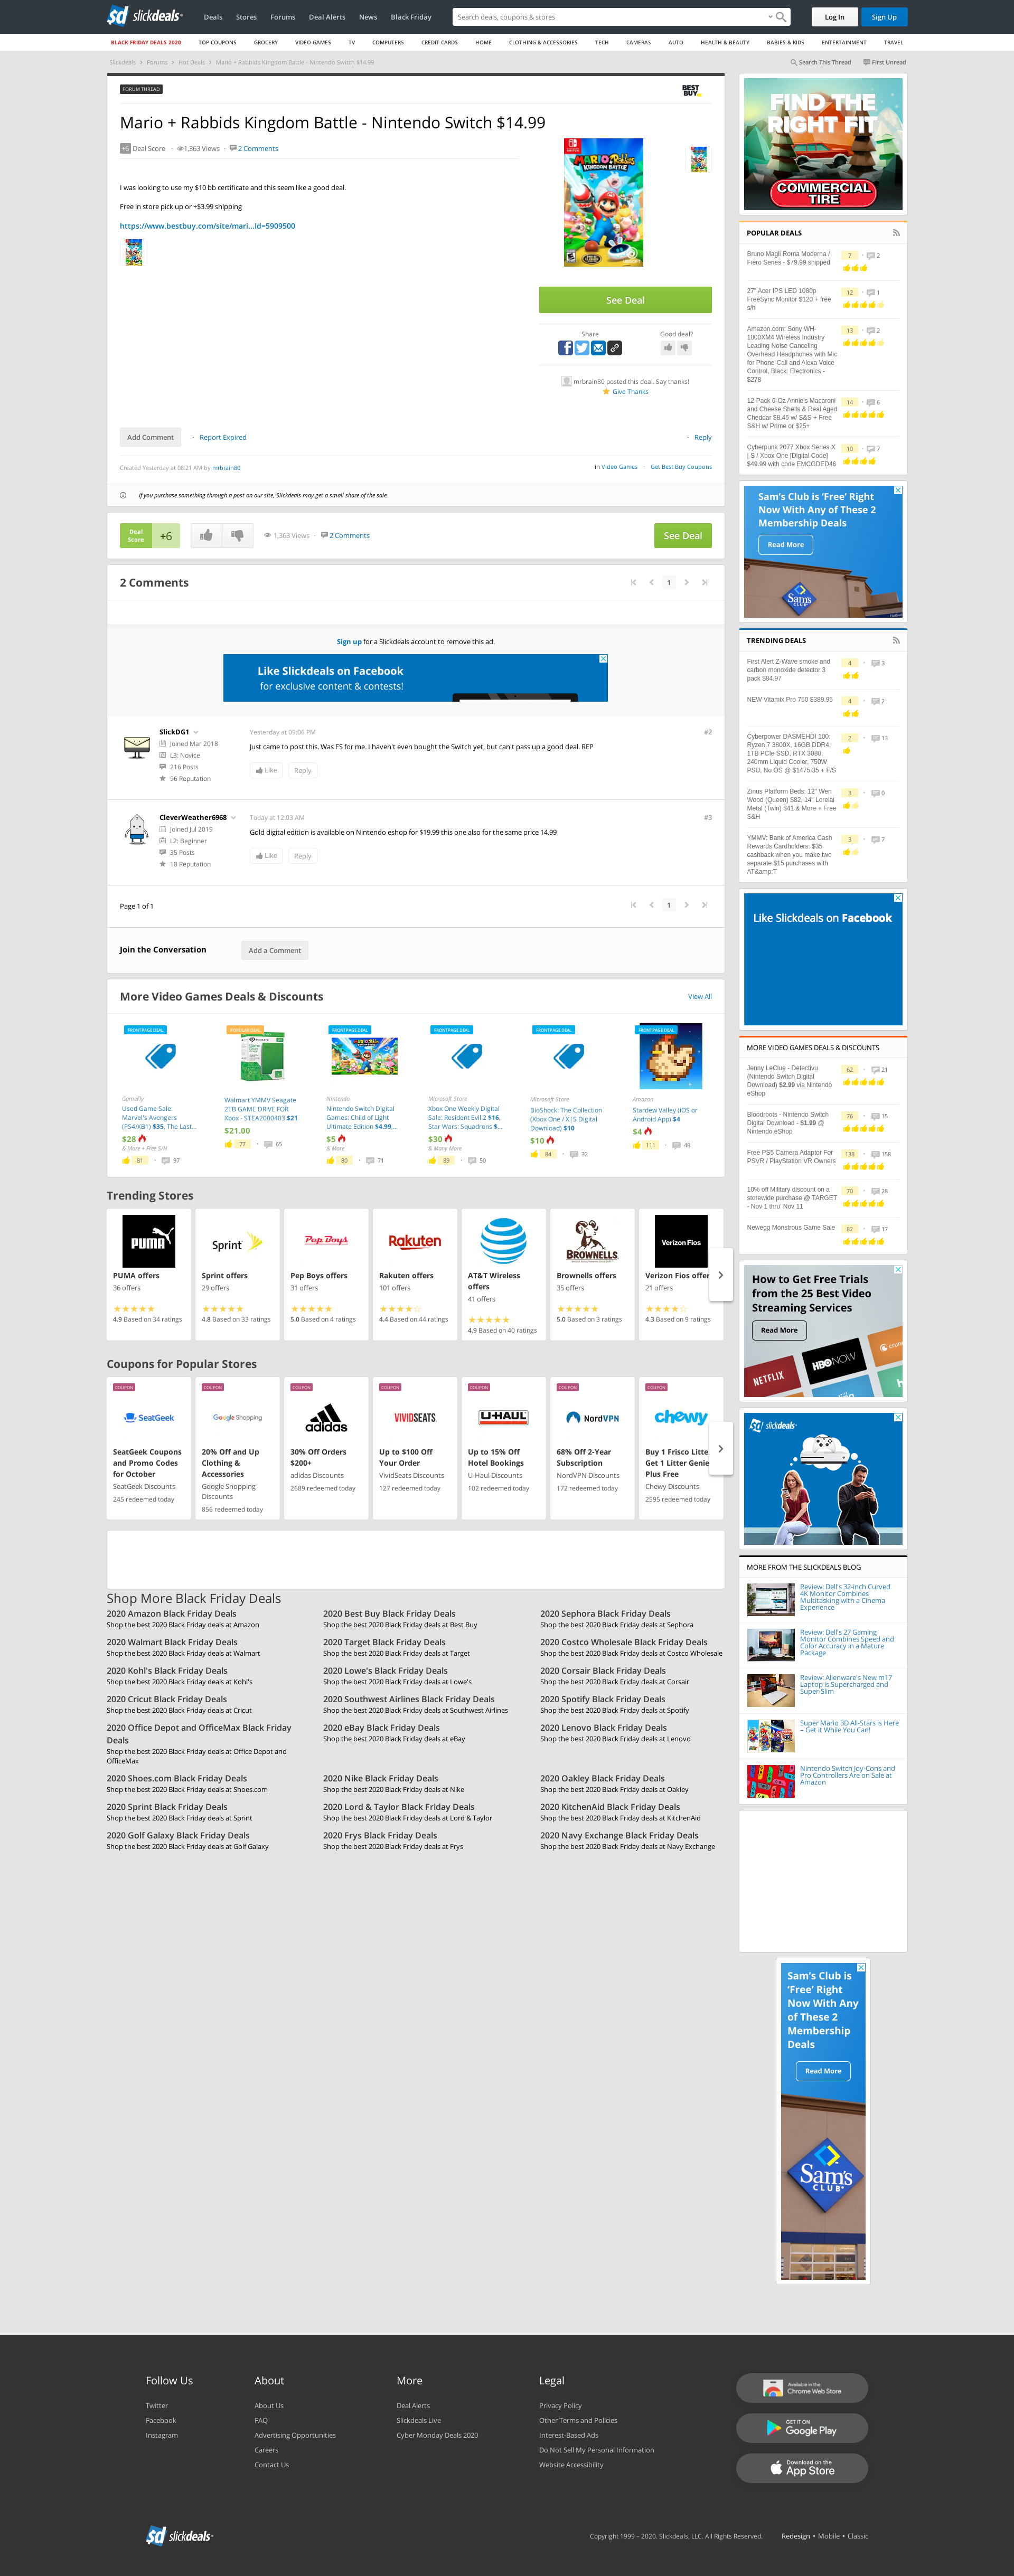 slickdeals
Deals Stores Forums Deal Alerts News Black Friday
Search deals, coupons & stores
Log In Sign Up
BLACK FRIDAY DEALS 2020 TOP COUPONS GROCERY VIDEO GAMES TV COMPUTERS CREDIT CARDS HOME CLOTHING & ACCESSORIES TECH CAMERAS AUTO HEALTH & BEAUTY BABIES & KIDS ENTERTAINMENT TRAVEL
Slickdeals Forums Hot Deals Mario + Rabbids Kingdom Battle - Nintendo Switch $14.99
Search This Thread First Unread
FORUM THREAD
BEST BUY
Mario + Rabbids Kingdom Battle - Nintendo Switch $14.99
+6 Deal Score 1,363 Views 2 Comments
I was looking to use my $10 bb certificate and this seem like a good deal.
Free in store pick up or +$3.99 shipping
https://www.bestbuy.com/site/mari...Id=5909500
See Deal
Share Good deal?
mrbrain80 posted this deal. Say thanks!
Give Thanks
Add Comment Report Expired Reply
Created Yesterday at 08:21 AM by mrbrain80
in Video Games Get Best Buy Coupons
If you purchase something through a post on our site, Slickdeals may get a small share of the sale.
Deal Score +6 1,363 Views 2 Comments See Deal
2 Comments
1
Sign up for a Slickdeals account to remove this ad.
Like Slickdeals on Facebook
for exclusive content & contests!
SlickDG1
Joined Mar 2018
L3: Novice
216 Posts
96 Reputation
Yesterday at 09:06 PM
#2
Just came to post this. Was FS for me. I haven't even bought the Switch yet, but can't pass up a good deal. REP
Like Reply
CleverWeather6968
Joined Jul 2019
L2: Beginner
35 Posts
18 Reputation
Today at 12:03 AM
#3
Gold digital edition is available on Nintendo eshop for $19.99 this one also for the same price 14.99
Like Reply
Page 1 of 1
1
Join the Conversation Add a Comment
More Video Games Deals & Discounts View All
FRONTPAGE DEAL
GameFly
Used Game Sale:
Marvel's Avengers
(PS4/XB1) $35, The Last...
$28
& More + Free S/H
81 97
POPULAR DEAL
Walmart YMMV Seagate
2TB GAME DRIVE FOR
Xbox - STEA2000403 $21
$21.00
77 65
FRONTPAGE DEAL
Nintendo
Nintendo Switch Digital
Games: Child of Light
Ultimate Edition $4.99,...
$5
& More
80 71
FRONTPAGE DEAL
Microsoft Store
Xbox One Weekly Digital
Sale: Resident Evil 2 $16,
Star Wars: Squadrons $...
$30
& Many More
89 50
FRONTPAGE DEAL
Microsoft Store
BioShock: The Collection
(Xbox One / X|S Digital
Download) $10
$10
84 32
FRONTPAGE DEAL
Amazon
Stardew Valley (iOS or
Android App) $4
$4
111 48
Trending Stores
PUMA
PUMA offers
36 offers
4.9 Based on 34 ratings
Sprint
Sprint offers
29 offers
4.8 Based on 33 ratings
Pep Boys
Pep Boys offers
31 offers
5.0 Based on 4 ratings
Rakuten
Rakuten offers
101 offers
4.4 Based on 44 ratings
AT&T Wireless
offers
41 offers
4.9 Based on 40 ratings
BROWNELLS
Brownells offers
35 offers
5.0 Based on 3 ratings
Verizon Fios
Verizon Fios offer
21 offers
4.3 Based on 9 ratings
Coupons for Popular Stores
COUPON
SeatGeek
SeatGeek Coupons
and Promo Codes
for October
SeatGeek Discounts
245 redeemed today
COUPON
Google Shopping
20% Off and Up
Clothing &
Accessories
Google Shopping
Discounts
856 redeemed today
COUPON
adidas
30% Off Orders
$200+
adidas Discounts
2689 redeemed today
COUPON
VIVIDSEATS.
Up to $100 Off
Your Order
VividSeats Discounts
127 redeemed today
COUPON
U-HAUL
Up to 15% Off
Hotel Bookings
U-Haul Discounts
102 redeemed today
COUPON
NordVPN
68% Off 2-Year
Subscription
NordVPN Discounts
172 redeemed today
COUPON
chewy
Buy 1 Frisco Litter
Get 1 Litter Genie
Plus Free
Chewy Discounts
2595 redeemed today
Shop More Black Friday Deals
2020 Amazon Black Friday Deals
Shop the best 2020 Black Friday deals at Amazon
2020 Best Buy Black Friday Deals
Shop the best 2020 Black Friday deals at Best Buy
2020 Sephora Black Friday Deals
Shop the best 2020 Black Friday deals at Sephora
2020 Walmart Black Friday Deals
Shop the best 2020 Black Friday deals at Walmart
2020 Target Black Friday Deals
Shop the best 2020 Black Friday deals at Target
2020 Costco Wholesale Black Friday Deals
Shop the best 2020 Black Friday deals at Costco Wholesale
2020 Kohl's Black Friday Deals
Shop the best 2020 Black Friday deals at Kohl's
2020 Lowe's Black Friday Deals
Shop the best 2020 Black Friday deals at Lowe's
2020 Corsair Black Friday Deals
Shop the best 2020 Black Friday deals at Corsair
2020 Cricut Black Friday Deals
Shop the best 2020 Black Friday deals at Cricut
2020 Southwest Airlines Black Friday Deals
Shop the best 2020 Black Friday deals at Southwest Airlines
2020 Spotify Black Friday Deals
Shop the best 2020 Black Friday deals at Spotify
2020 Office Depot and OfficeMax Black Friday
Deals
Shop the best 2020 Black Friday deals at Office Depot and
OfficeMax
2020 eBay Black Friday Deals
Shop the best 2020 Black Friday deals at eBay
2020 Lenovo Black Friday Deals
Shop the best 2020 Black Friday deals at Lenovo
2020 Shoes.com Black Friday Deals
Shop the best 2020 Black Friday deals at Shoes.com
2020 Nike Black Friday Deals
Shop the best 2020 Black Friday deals at Nike
2020 Oakley Black Friday Deals
Shop the best 2020 Black Friday deals at Oakley
2020 Sprint Black Friday Deals
Shop the best 2020 Black Friday deals at Sprint
2020 Lord & Taylor Black Friday Deals
Shop the best 2020 Black Friday deals at Lord & Taylor
2020 KitchenAid Black Friday Deals
Shop the best 2020 Black Friday deals at KitchenAid
2020 Golf Galaxy Black Friday Deals
Shop the best 2020 Black Friday deals at Golf Galaxy
2020 Frys Black Friday Deals
Shop the best 2020 Black Friday deals at Frys
2020 Navy Exchange Black Friday Deals
Shop the best 2020 Black Friday deals at Navy Exchange
FIND THE
RIGHT FIT
COMMERCIAL
TIRE
POPULAR DEALS
Bruno Magli Roma Moderna /
Fiero Series - $79.99 shipped
7 2
27" Acer IPS LED 1080p
FreeSync Monitor $120 + free
s/h
12 1
Amazon.com: Sony WH-
1000XM4 Wireless Industry
Leading Noise Canceling
Overhead Headphones with Mic
for Phone-Call and Alexa Voice
Control, Black: Electronics -
$278
13 2
12-Pack 6-Oz Annie's Macaroni
and Cheese Shells & Real Aged
Cheddar $8.45 w/ S&S + Free
S&H w/ Prime or $25+
14 6
Cyberpunk 2077 Xbox Series X
| S / Xbox One [Digital Code]
$49.99 with code EMCGDED46
10 7
Sam's Club is 'Free' Right
Now With Any of These 2
Membership Deals
Read More
Sam's
CLUB
TRENDING DEALS
First Alert Z-Wave smoke and
carbon monoxide detector 3
pack $84.97
4 3
NEW Vitamix Pro 750 $389.95
4 2
Cyberpower DASMEHDI 100:
Ryzen 7 3800X, 16GB DDR4,
1TB PCIe SSD, RTX 3080,
240mm Liquid Cooler, 750W
PSU, No OS @ $1475.35 + F/S
2 13
Zinus Platform Beds: 12" Wen
Wood (Queen) $82, 14" Lorelai
Metal (Twin) $41 & More + Free
S&H
3 0
YMMV: Bank of America Cash
Rewards Cardholders: $35
cashback when you make two
separate $15 purchases with
AT&amp;T
3 7
Like Slickdeals on Facebook
MORE VIDEO GAMES DEALS & DISCOUNTS
Jenny LeClue - Detectivu
(Nintendo Switch Digital
Download) $2.99 via Nintendo
eShop
62 21
Bloodroots - Nintendo Switch
Digital Download - $1.99 @
Nintendo eShop
76 15
Free PS5 Camera Adaptor For
PSVR / PlayStation VR Owners
138 158
10% off Military discount on a
storewide purchase @ TARGET
- Nov 1 thru' Nov 11
70 28
Newegg Monstrous Game Sale
82 17
How to Get Free Trials
from the 25 Best Video
Streaming Services
Read More
NETFLIX
HBO NOW
slickdeals
MORE FROM THE SLICKDEALS BLOG
Review: Dell's 32-inch Curved
4K Monitor Combines
Multitasking with a Cinema
Experience
Review: Dell's 27 Gaming
Monitor Combines Speed and
Color Accuracy in a Mature
Package
Review: Alienware's New m17
Laptop is Supercharged and
Super-Slim
Super Mario 3D All-Stars is Here
– Get it While You Can!
Nintendo Switch Joy-Cons and
Pro Controllers Are on Sale at
Amazon
Sam's Club is
'Free' Right
Now With Any
of These 2
Membership
Deals
Read More
Sam's
CLUB
Follow Us
Twitter
Facebook
Instagram
About
About Us
FAQ
Advertising Opportunities
Careers
Contact Us
More
Deal Alerts
Slickdeals Live
Cyber Monday Deals 2020
Legal
Privacy Policy
Other Terms and Policies
Interest-Based Ads
Do Not Sell My Personal Information
Website Accessibility
Available in the
Chrome Web Store
GET IT ON
Google Play
Download on the
App Store
slickdeals
Copyright 1999 - 2020. Slickdeals, LLC. All Rights Reserved. Redesign • Mobile • Classic